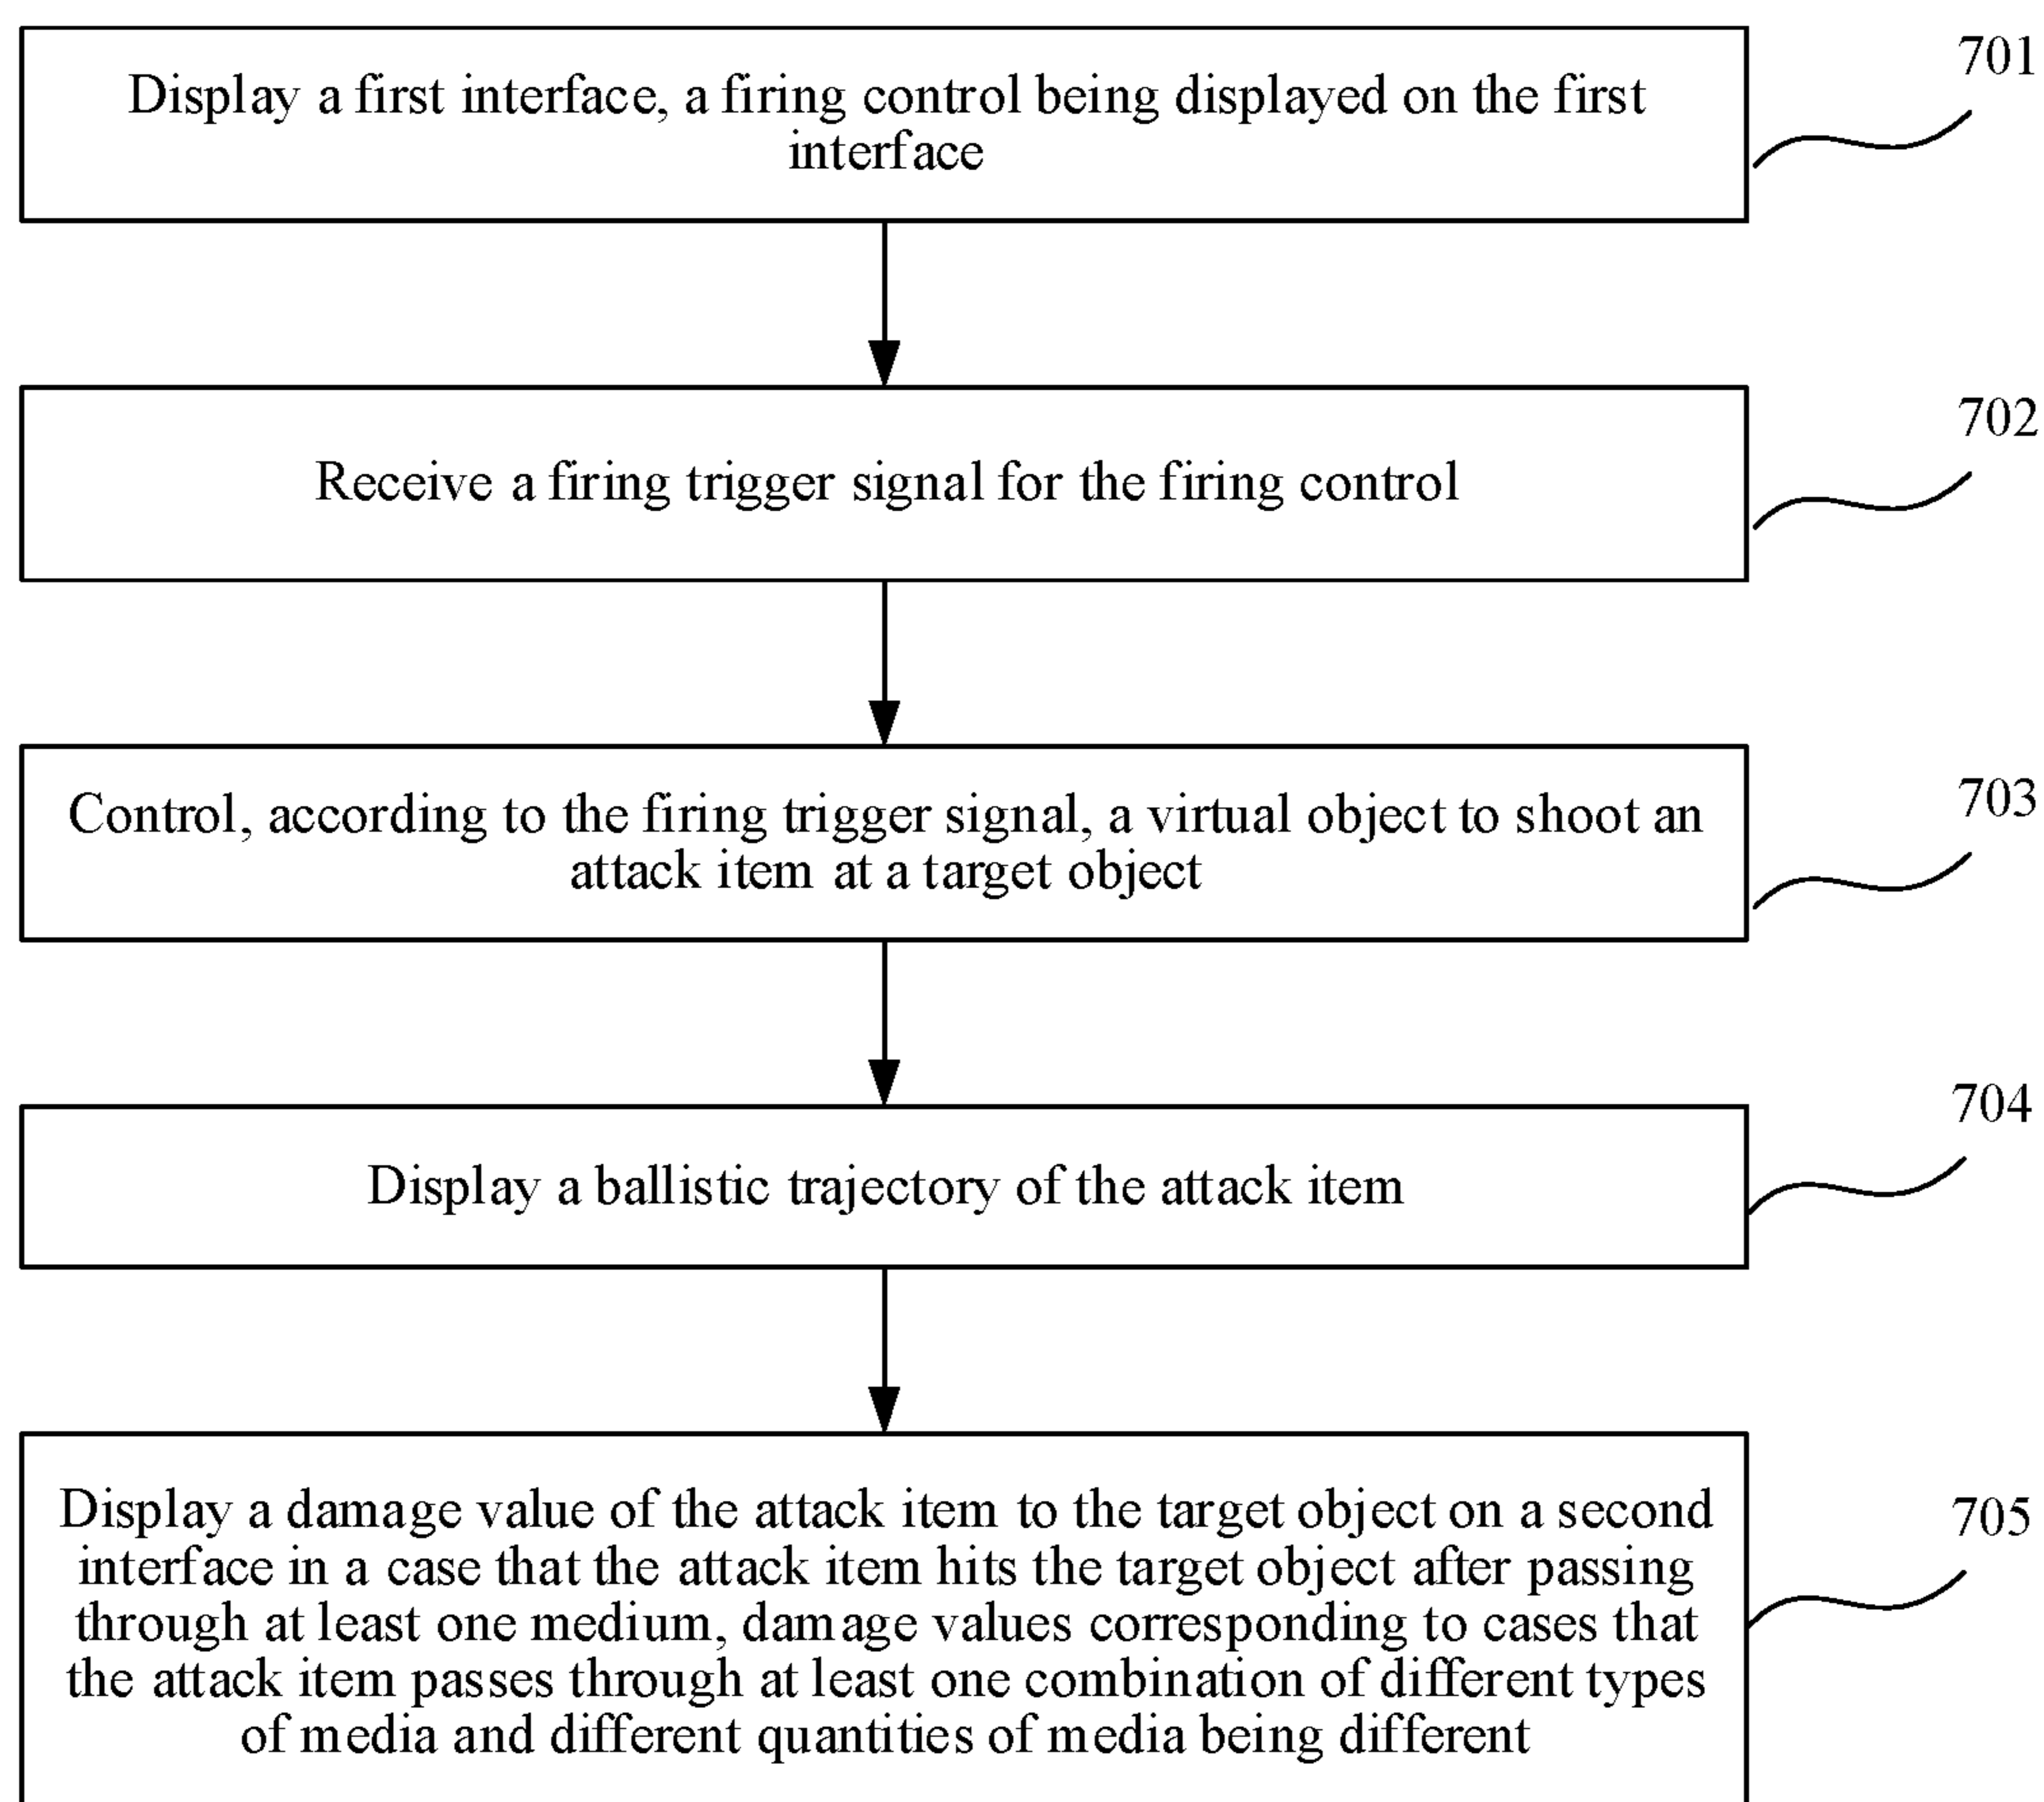 Display a first interface, a firing control being displayed on the first
interface
701
Receive a firing trigger signal for the firing control
702
Control, according to the firing trigger signal, a virtual object to shoot an
attack item at a target object
703
Display a ballistic trajectory of the attack item
704
Display a damage value of the attack item to the target object on a second
interface in a case that the attack item hits the target object after passing
through at least one medium, damage values corresponding to cases that
the attack item passes through at least one combination of different types
of media and different quantities of media being different
705